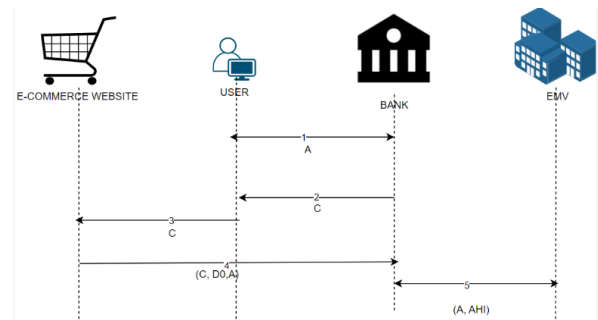 E-COMMERCE WEBSITE
USER
BANK
EMV
1
A
2
C
3
C
4
(C, D0,A)
5
(A, AHI)